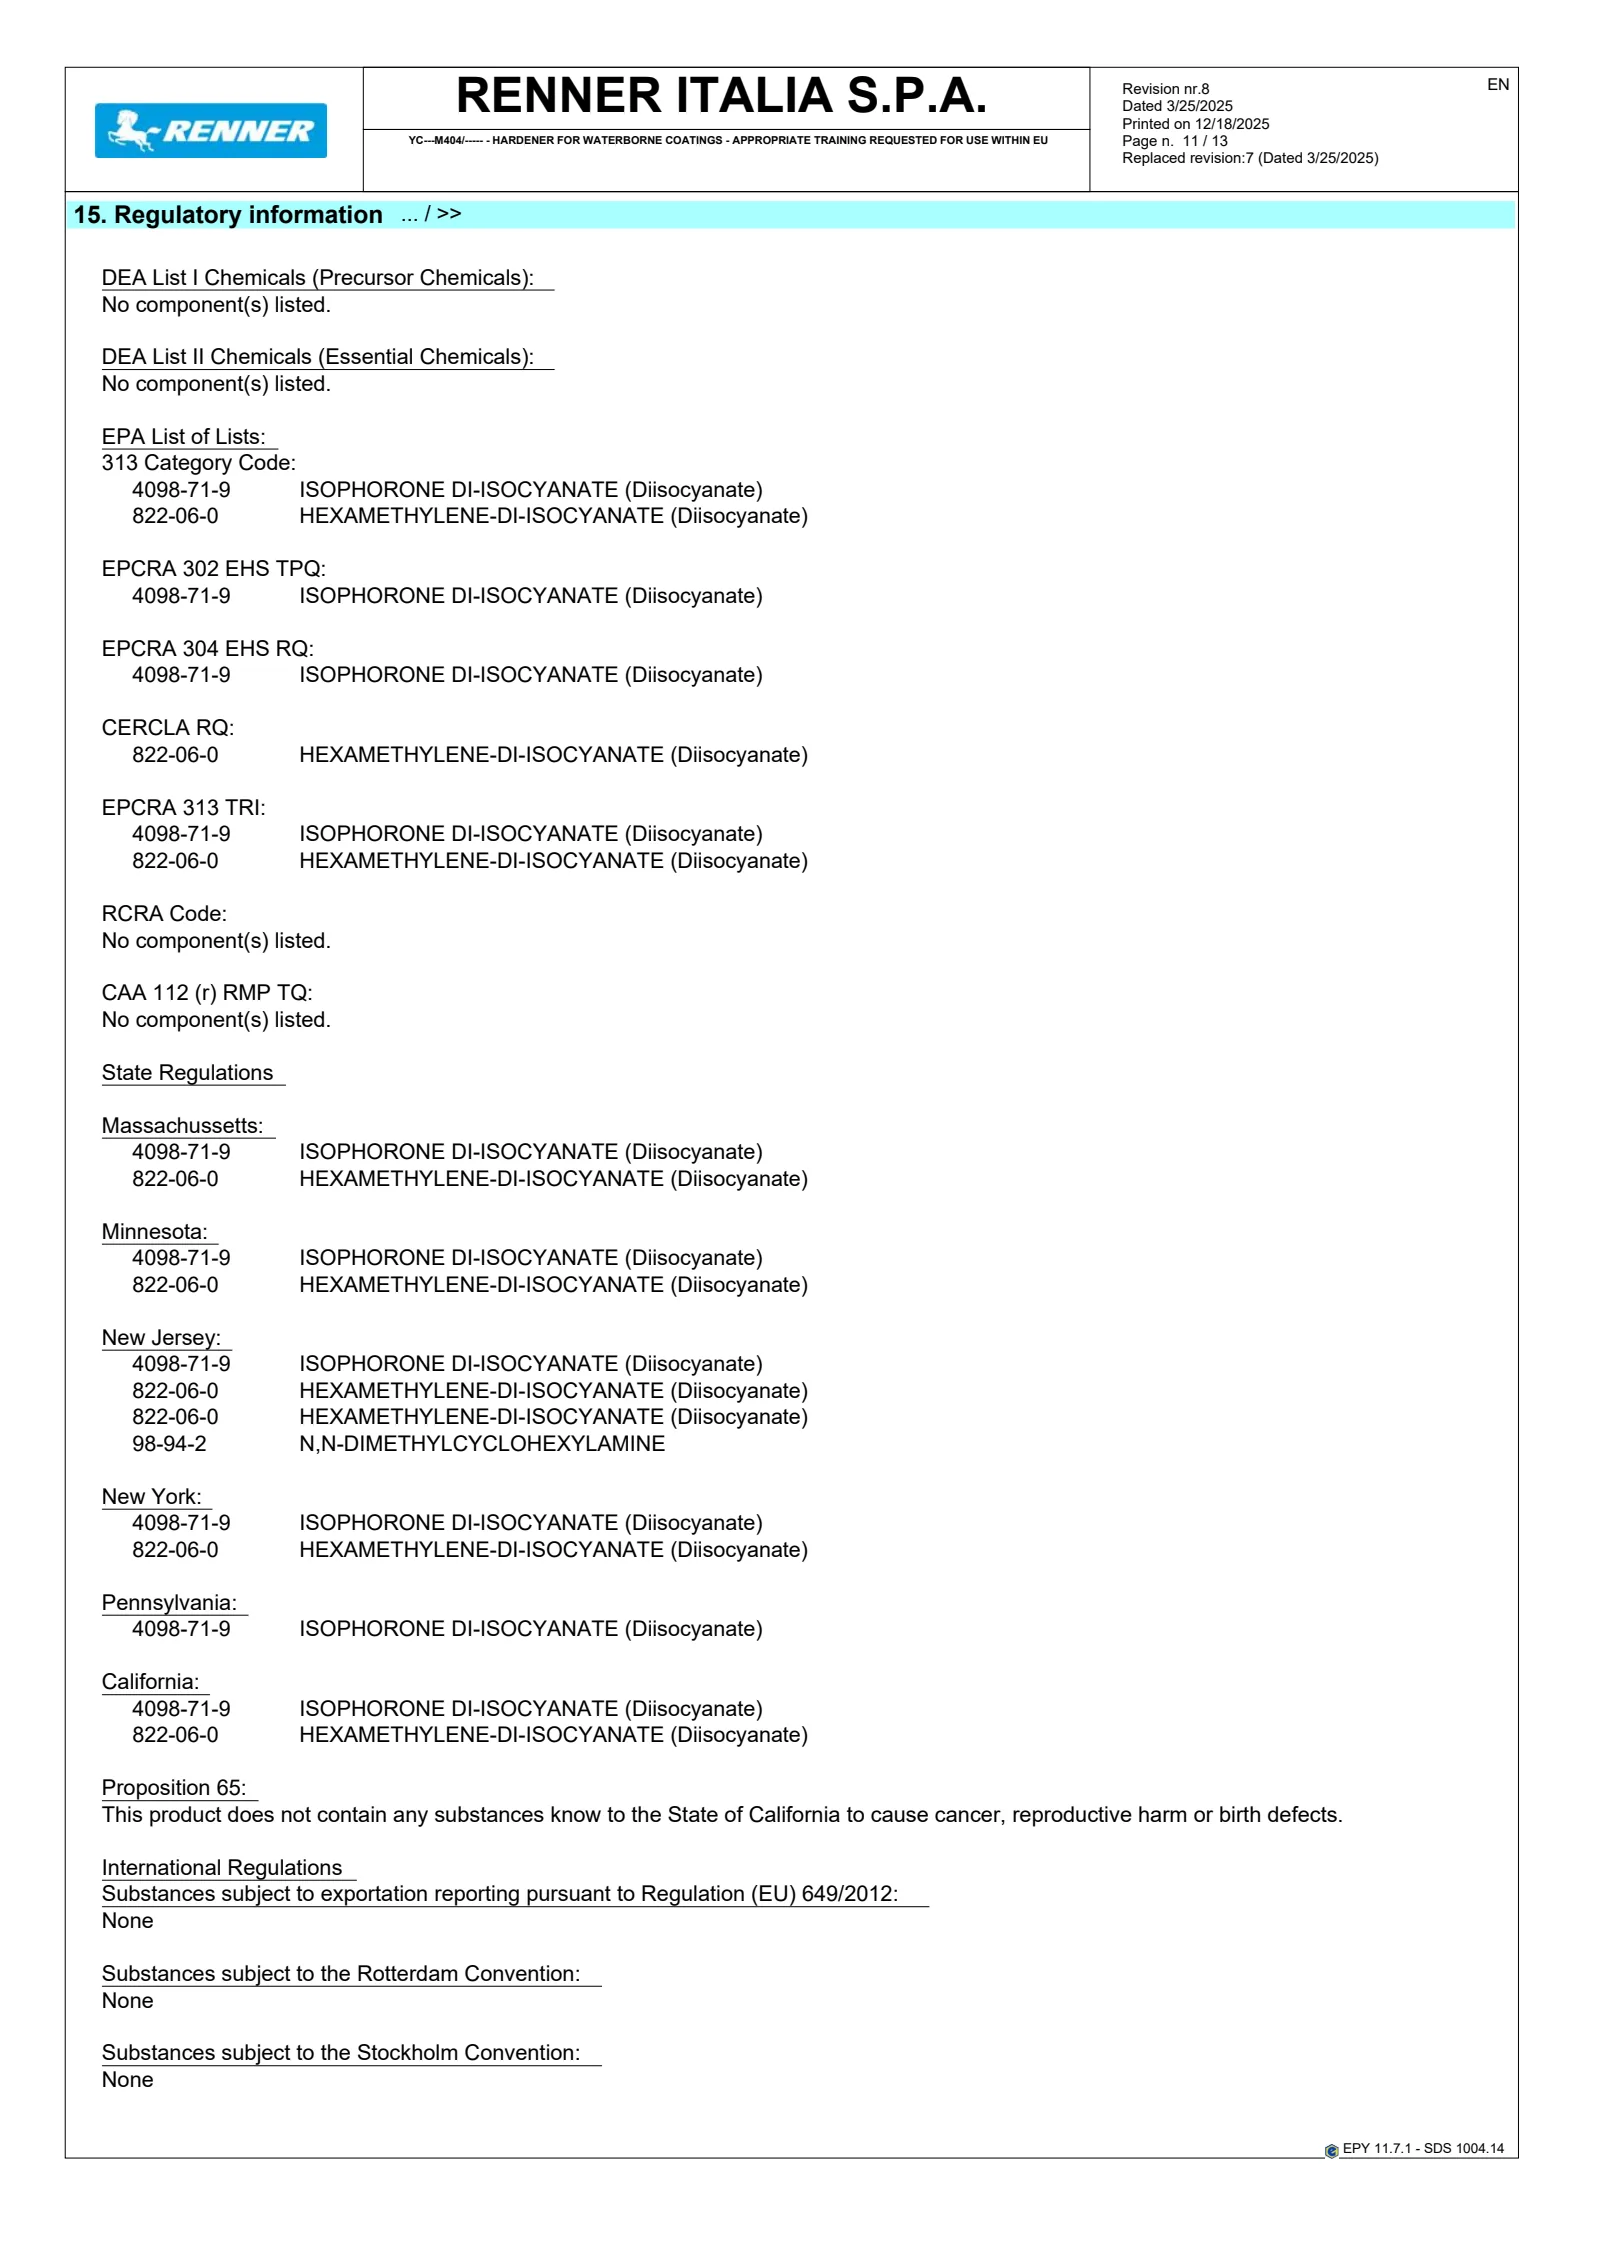 RENNER
RENNER ITALIA S.P.A.
YC---M404/----- - HARDENER FOR WATERBORNE COATINGS - APPROPRIATE TRAINING REQUESTED FOR USE WITHIN EU
Revision nr.8
Dated 3/25/2025
Printed on 12/18/2025
Page n. 11 / 13
Replaced revision:7 (Dated 3/25/2025)
EN
15. Regulatory information ... / >>
DEA List I Chemicals (Precursor Chemicals):
No component(s) listed.
DEA List II Chemicals (Essential Chemicals):
No component(s) listed.
EPA List of Lists:
313 Category Code:
4098-71-9 ISOPHORONE DI-ISOCYANATE (Diisocyanate)
822-06-0 HEXAMETHYLENE-DI-ISOCYANATE (Diisocyanate)
EPCRA 302 EHS TPQ:
4098-71-9 ISOPHORONE DI-ISOCYANATE (Diisocyanate)
EPCRA 304 EHS RQ:
4098-71-9 ISOPHORONE DI-ISOCYANATE (Diisocyanate)
CERCLA RQ:
822-06-0 HEXAMETHYLENE-DI-ISOCYANATE (Diisocyanate)
EPCRA 313 TRI:
4098-71-9 ISOPHORONE DI-ISOCYANATE (Diisocyanate)
822-06-0 HEXAMETHYLENE-DI-ISOCYANATE (Diisocyanate)
RCRA Code:
No component(s) listed.
CAA 112 (r) RMP TQ:
No component(s) listed.
State Regulations
Massachussetts:
4098-71-9 ISOPHORONE DI-ISOCYANATE (Diisocyanate)
822-06-0 HEXAMETHYLENE-DI-ISOCYANATE (Diisocyanate)
Minnesota:
4098-71-9 ISOPHORONE DI-ISOCYANATE (Diisocyanate)
822-06-0 HEXAMETHYLENE-DI-ISOCYANATE (Diisocyanate)
New Jersey:
4098-71-9 ISOPHORONE DI-ISOCYANATE (Diisocyanate)
822-06-0 HEXAMETHYLENE-DI-ISOCYANATE (Diisocyanate)
822-06-0 HEXAMETHYLENE-DI-ISOCYANATE (Diisocyanate)
98-94-2 N,N-DIMETHYLCYCLOHEXYLAMINE
New York:
4098-71-9 ISOPHORONE DI-ISOCYANATE (Diisocyanate)
822-06-0 HEXAMETHYLENE-DI-ISOCYANATE (Diisocyanate)
Pennsylvania:
4098-71-9 ISOPHORONE DI-ISOCYANATE (Diisocyanate)
California:
4098-71-9 ISOPHORONE DI-ISOCYANATE (Diisocyanate)
822-06-0 HEXAMETHYLENE-DI-ISOCYANATE (Diisocyanate)
Proposition 65:
This product does not contain any substances know to the State of California to cause cancer, reproductive harm or birth defects.
International Regulations
Substances subject to exportation reporting pursuant to Regulation (EU) 649/2012:
None
Substances subject to the Rotterdam Convention:
None
Substances subject to the Stockholm Convention:
None
EPY 11.7.1 - SDS 1004.14